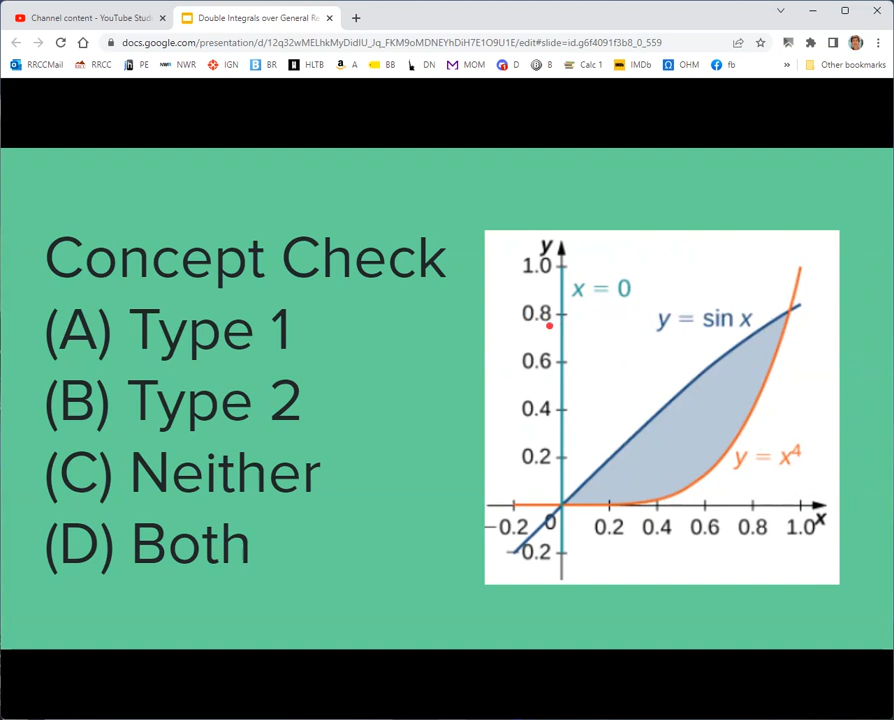 Channel content - YouTube Studi
Double Integrals over General Re
docs.google.com/presentation/d/12q32wMELhkMyDidIU_Jq_FKM9oMDNEYhDiH7E1O9U1E/edit#slide=id.g6f4091f3b8_0_559
RRCCMail RRCC PE NWR NWR IGN B BR HLTB a A BB DN MOM D B Calc 1 IMDb OHM fb » Other bookmarks
Concept Check
(A) Type 1
(B) Type 2
(C) Neither
(D) Both
y
1.0
x = 0
0.8
y = sin x
0.6
0.4
0.2
y = x⁴
−0.2 0 0.2 0.4 0.6 0.8 1.0 x
−0.2